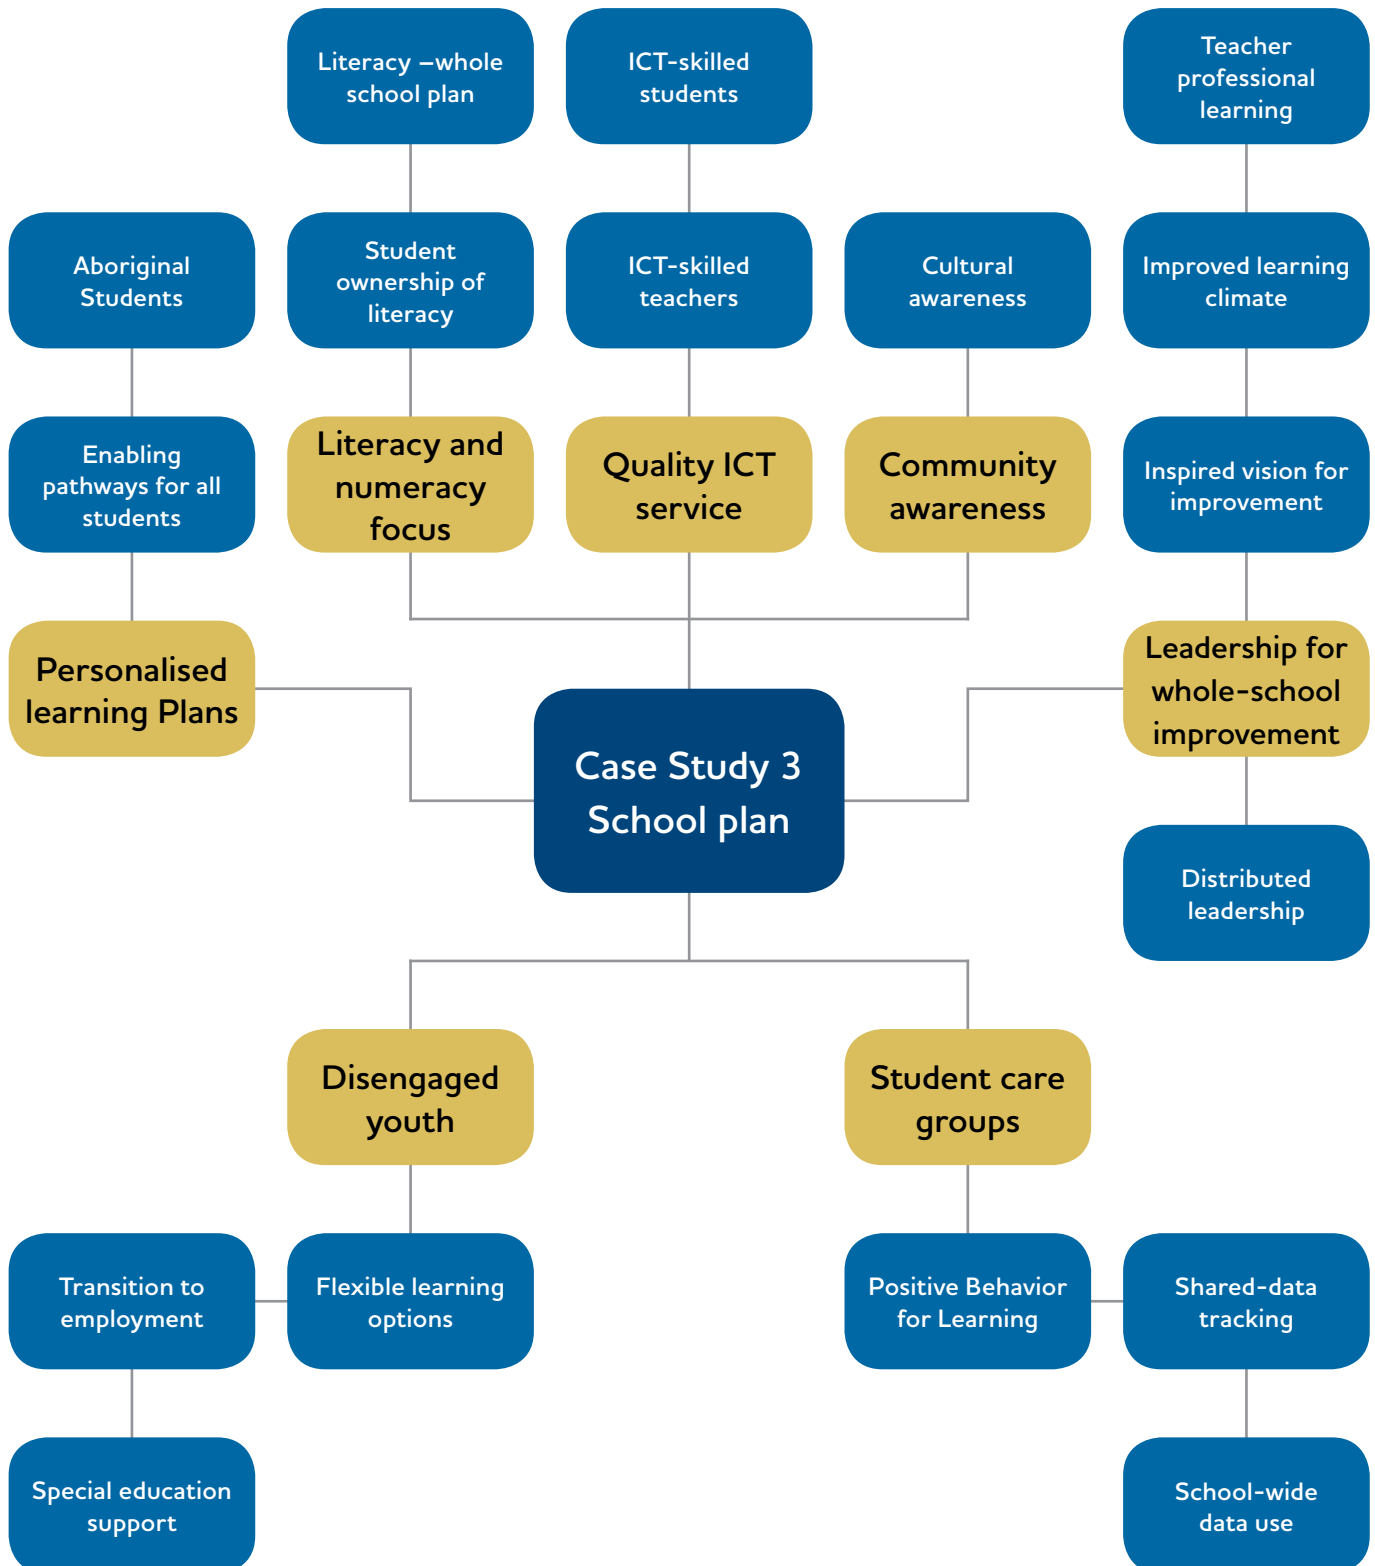 Literacy –whole
school plan
ICT-skilled
students
Teacher
professional
learning
Aboriginal
Students
Student
ownership of
literacy
ICT-skilled
teachers
Cultural
awareness
Improved learning
climate
Enabling
pathways for all
students
Literacy and
numeracy
focus
Quality ICT
service
Community
awareness
Inspired vision for
improvement
Personalised
learning Plans
Leadership for
whole-school
improvement
Case Study 3
School plan
Distributed
leadership
Disengaged
youth
Student care
groups
Transition to
employment
Flexible learning
options
Positive Behavior
for Learning
Shared-data
tracking
Special education
support
School-wide
data use